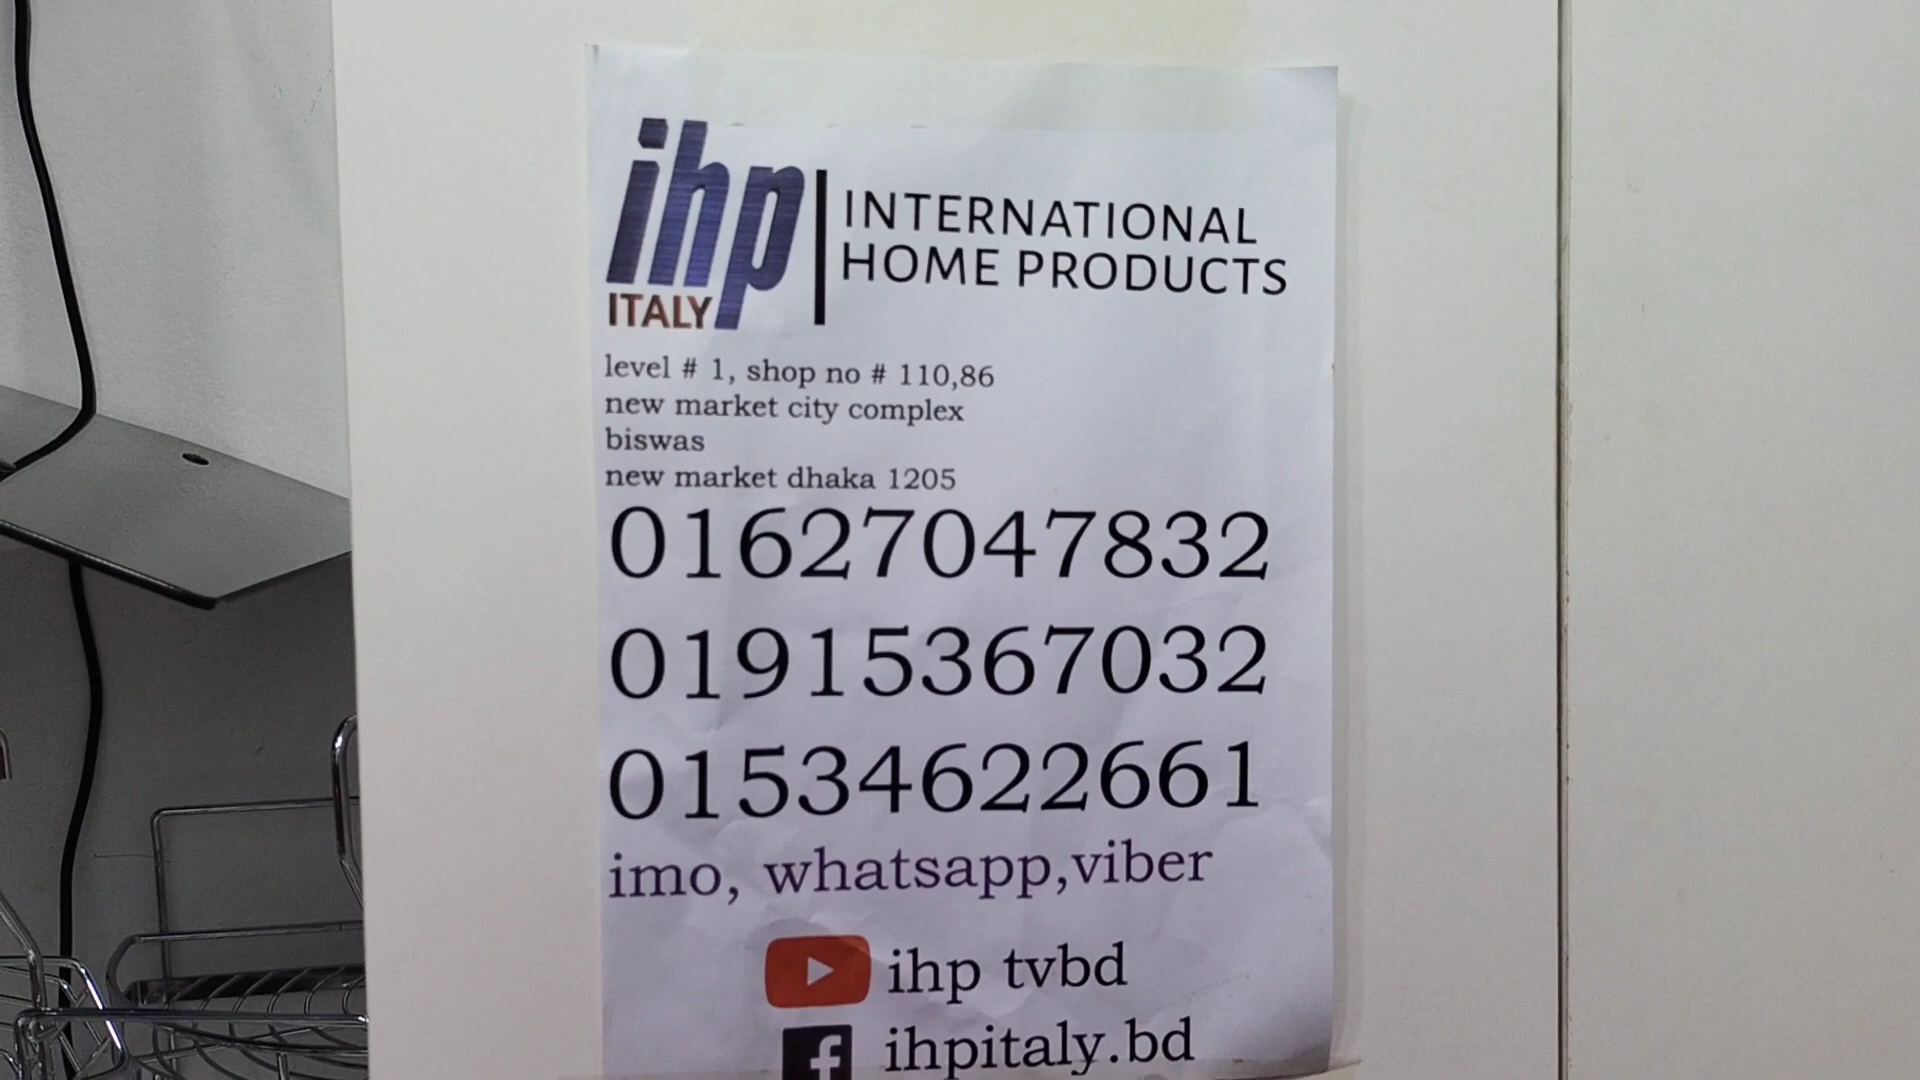 ihp
ITALY
INTERNATIONAL
HOME PRODUCTS
level # 1, shop no # 110,86
new market city complex
biswas
new market dhaka 1205
01627047832
01915367032
01534622661
imo, whatsapp,viber
ihp tvbd
ihpitaly.bd